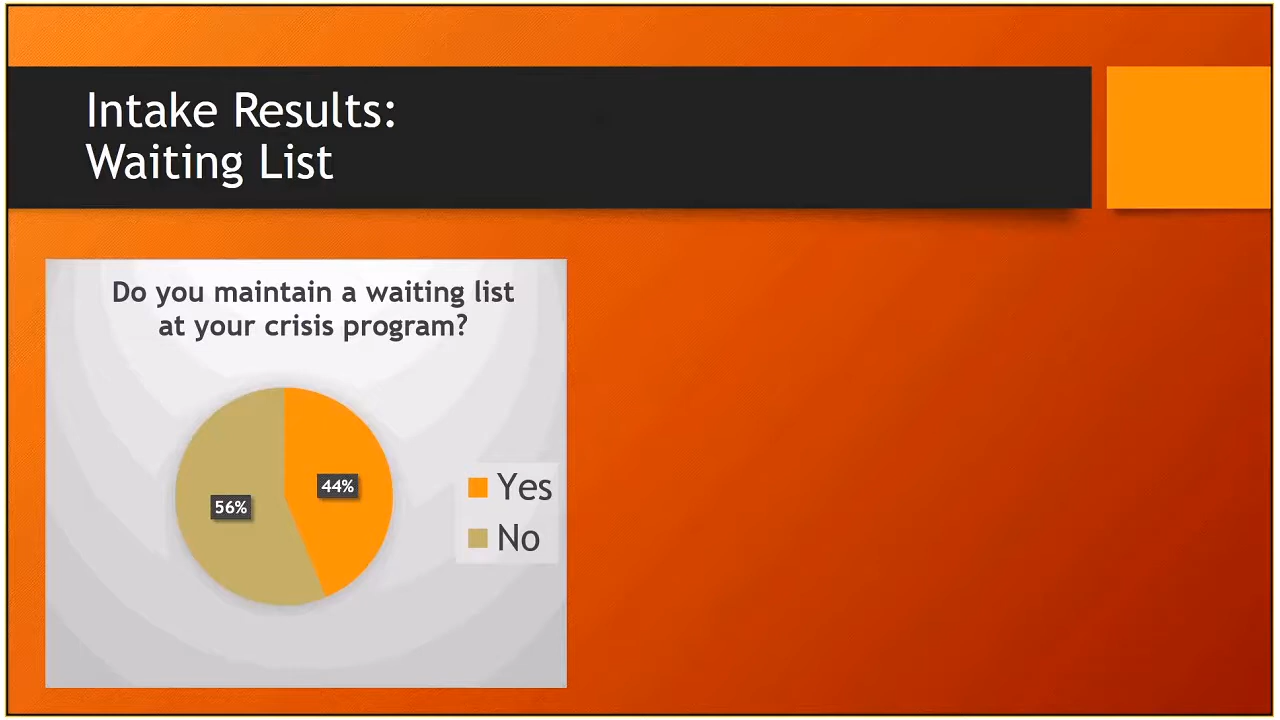 Intake Results:
Waiting List
Do you maintain a waiting list
at your crisis program?
44%
56%
Yes
No